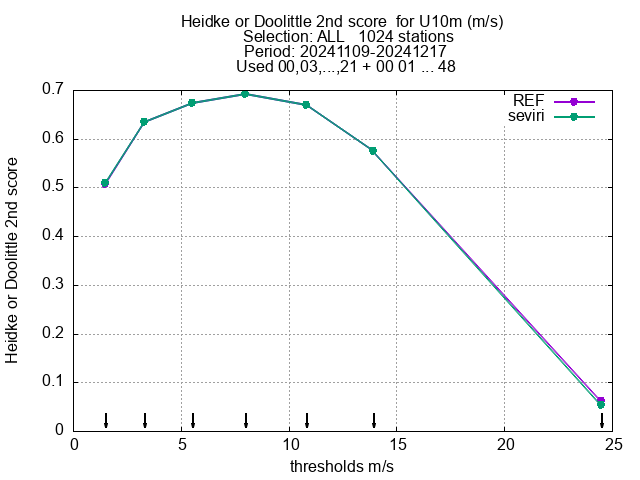 Heidke or Doolittle 2nd score  for U10m (m/s)
Selection: ALL   1024 stations
Period: 20241109-20241217
Used 00,03,...,21 + 00 01 ... 48
REF
seviri
Heidke or Doolittle 2nd score
0.7
0.6
0.5
0.4
0.3
0.2
0.1
0
0 5 10 15 20 25
thresholds m/s